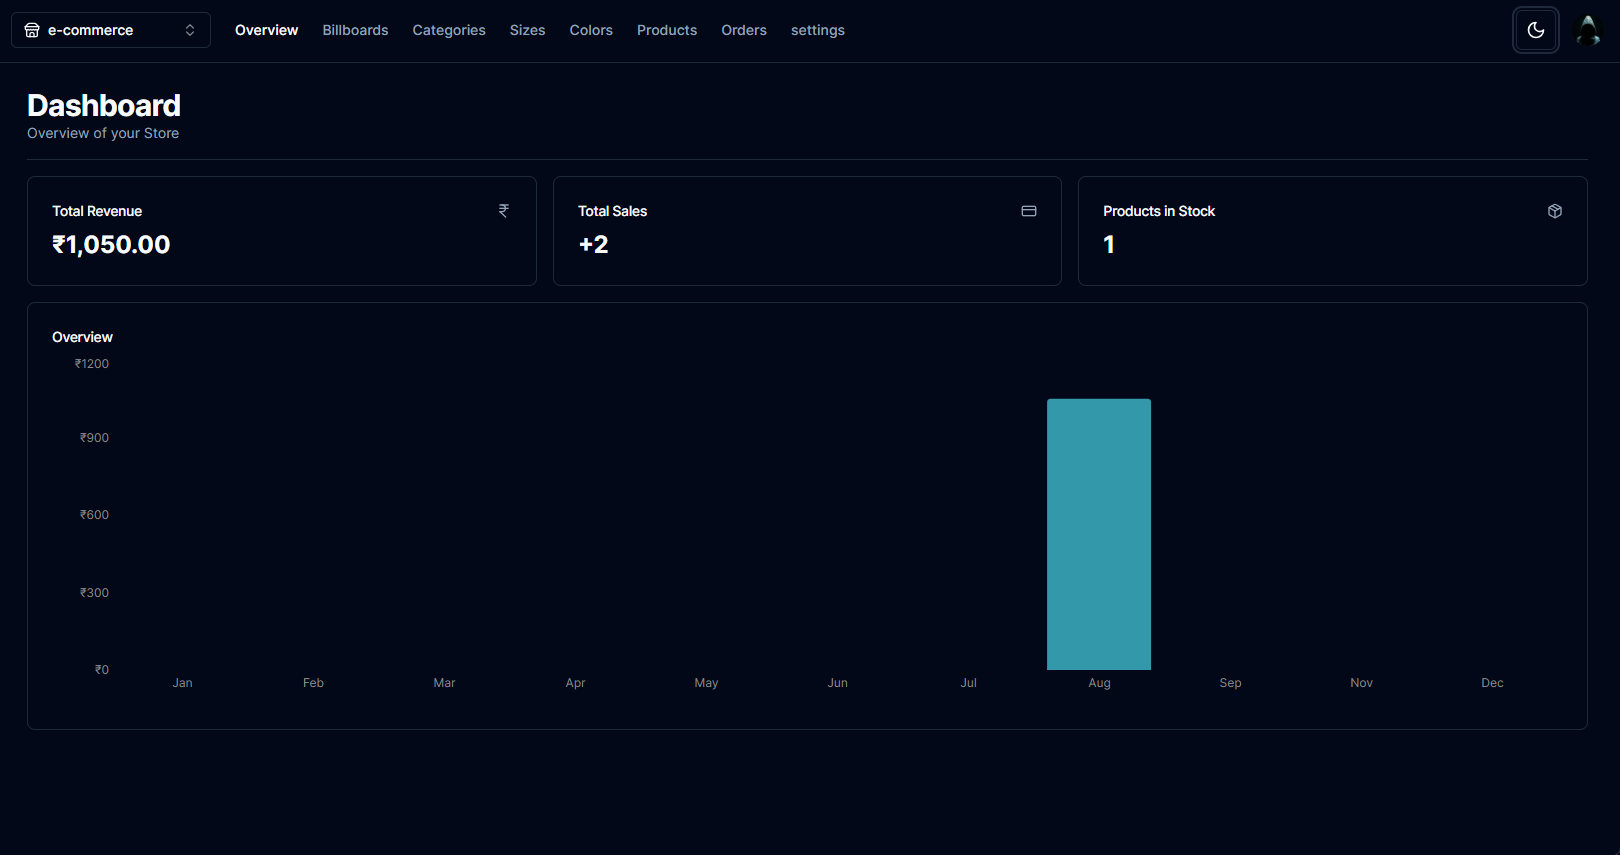 e-commerce Overview Billboards Categories Sizes Colors Products Orders settings
Dashboard
Overview of your Store
Total Revenue ₹
₹1,050.00
Total Sales
+2
Products in Stock
1
Overview
₹1200
₹900
₹600
₹300
₹0
Jan Feb Mar Apr May Jun Jul Aug Sep Nov Dec